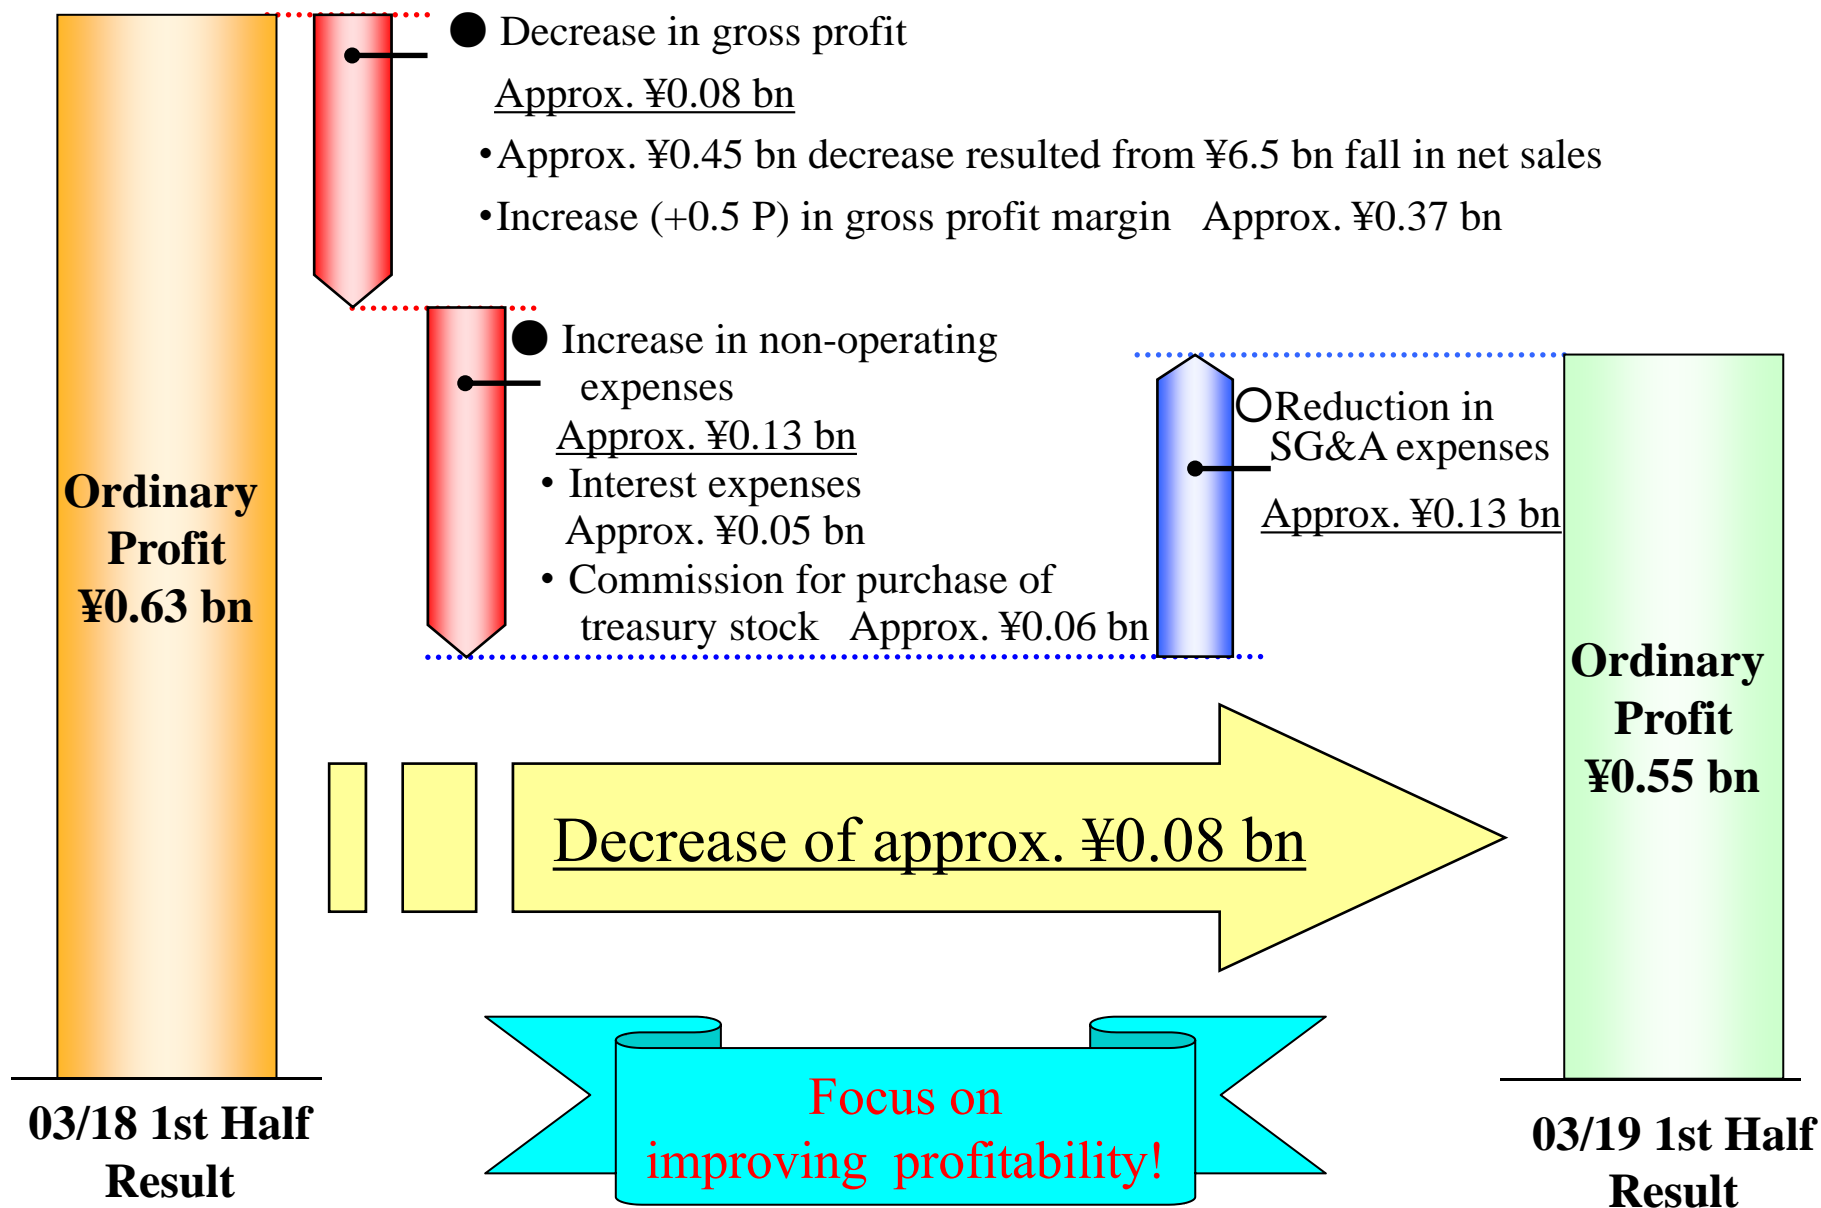 ● Decrease in gross profit
Approx. ¥0.08 bn
・Approx. ¥0.45 bn decrease resulted from ¥6.5 bn fall in net sales
・Increase (+0.5 P) in gross profit margin Approx. ¥0.37 bn
● Increase in non-operating
expenses
Approx. ¥0.13 bn
・Interest expenses
Approx. ¥0.05 bn
・Commission for purchase of
treasury stock Approx. ¥0.06 bn
○Reduction in
SG&A expenses
Approx. ¥0.13 bn
Ordinary
Profit
¥0.63 bn
Ordinary
Profit
¥0.55 bn
Decrease of approx. ¥0.08 bn
Focus on
improving profitability!
03/18 1st Half
Result
03/19 1st Half
Result